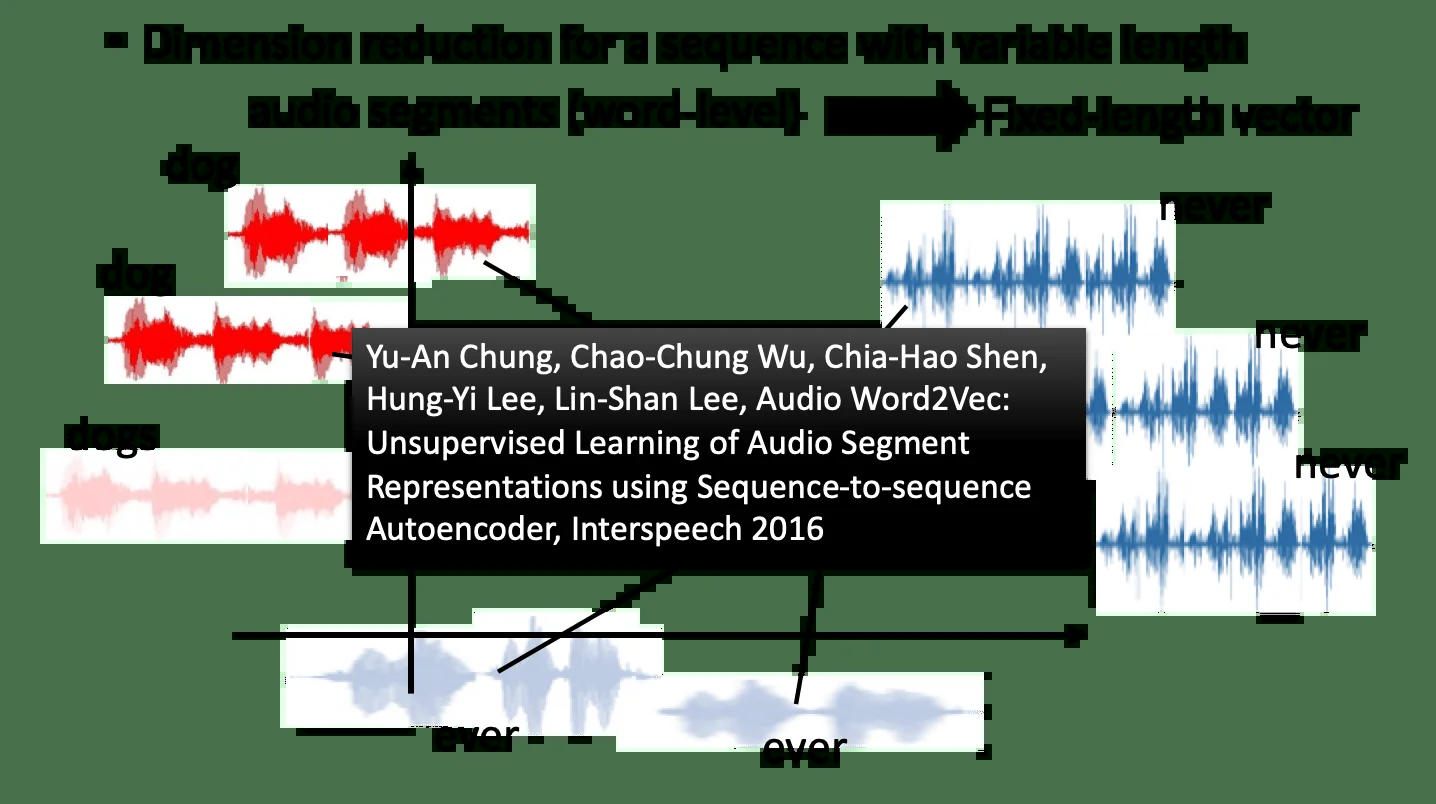 Dimension reduction for a sequence with variable length
audio segments (word-level)
Fixed-length vector
dog
never
dog
never
dogs
never
Yu-An Chung, Chao-Chung Wu, Chia-Hao Shen,
Hung-Yi Lee, Lin-Shan Lee, Audio Word2Vec:
Unsupervised Learning of Audio Segment
Representations using Sequence-to-sequence
Autoencoder, Interspeech 2016
ever
ever